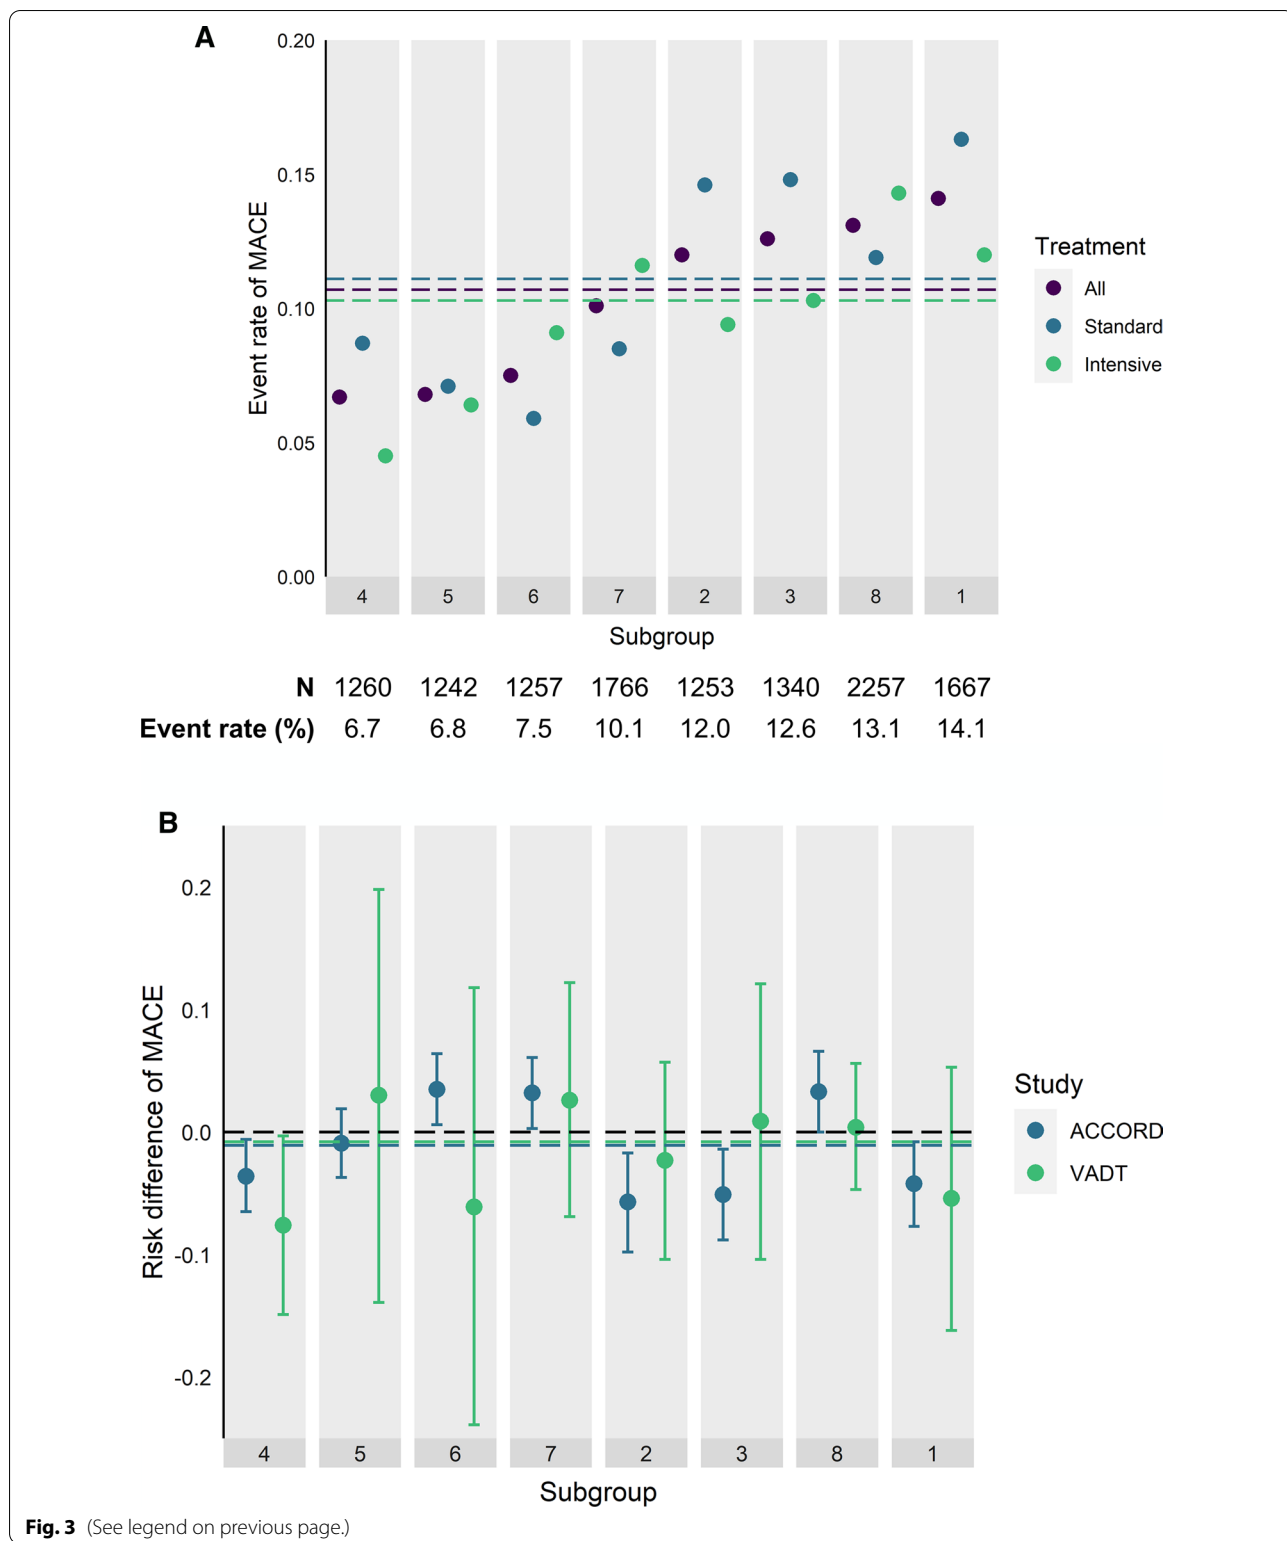 A
0.20
0.15
0.10
0.05
0.00
Event rate of MACE
4 5 6 7 2 3 8 1
Subgroup
Treatment
All
Standard
Intensive
N 1260 1242 1257 1766 1253 1340 2257 1667
Event rate (%) 6.7 6.8 7.5 10.1 12.0 12.6 13.1 14.1
B
0.2
0.1
0.0
-0.1
-0.2
Risk difference of MACE
4 5 6 7 2 3 8 1
Subgroup
Study
ACCORD
VADT
Fig. 3 (See legend on previous page.)